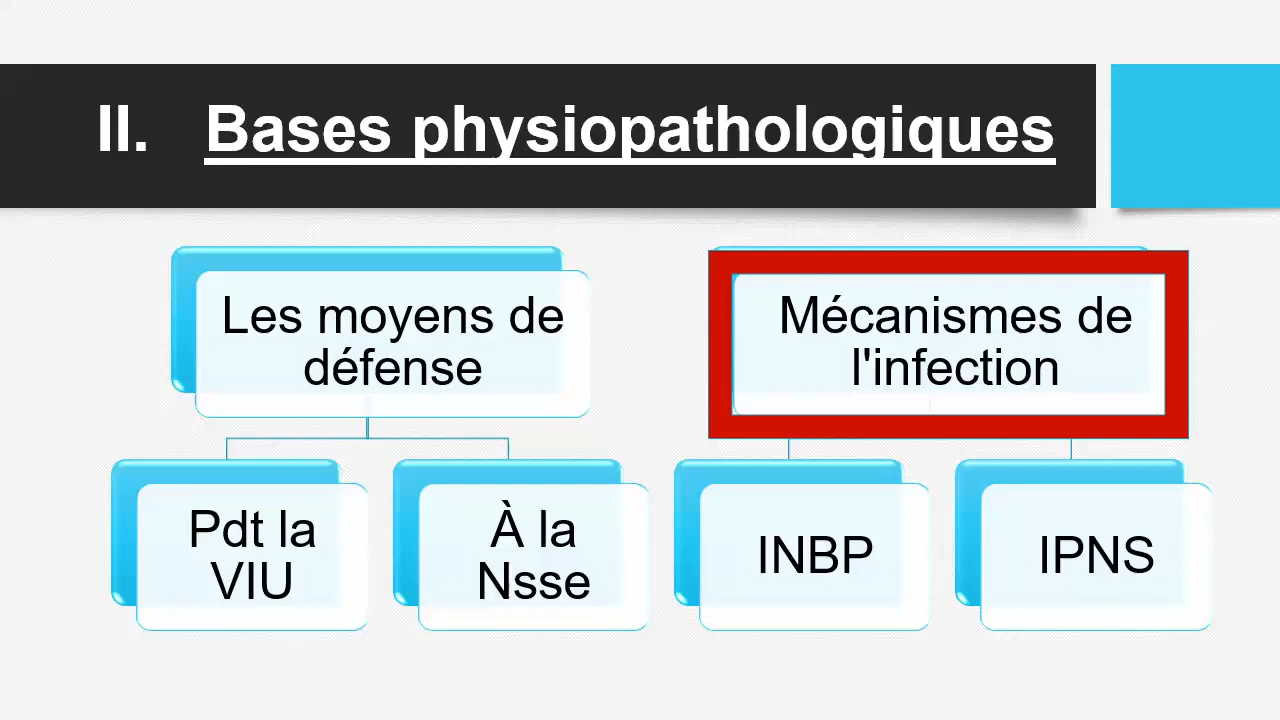 II. Bases physiopathologiques
Les moyens de
défense
Mécanismes de
l'infection
Pdt la
VIU
À la
Nsse
INBP
IPNS